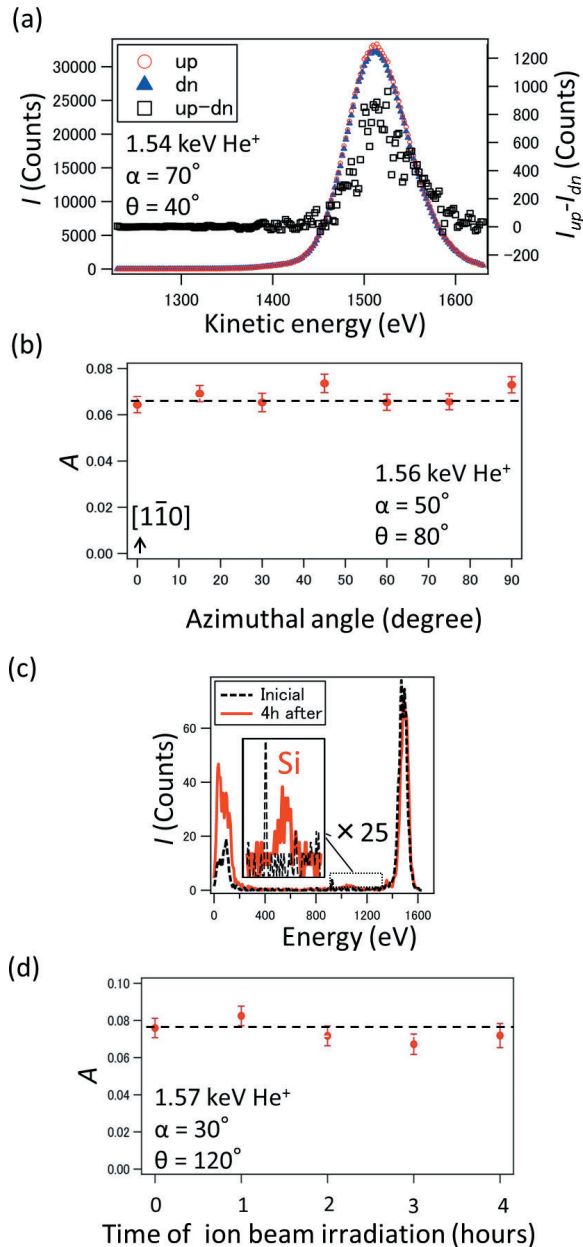 (a)
up
dn
up-dn
1.54 keV He⁺
α = 70°
θ = 40°
I (Counts)
30000
25000
20000
15000
10000
5000
0
1200
1000
800
600
400
200
0
−200
I_up-I_dn (Counts)
1300 1400 1500 1600
Kinetic energy (eV)
(b)
A
0.08
0.06
0.04
0.02
0.00
[11̄0]
1.56 keV He⁺
α = 50°
θ = 80°
0 10 20 30 40 50 60 70 80 90
Azimuthal angle (degree)
(c)
Inicial
4h after
I (Counts)
60
40
20
0
Si
× 25
0 400 800 1200 1600
Energy (eV)
(d)
A
0.10
0.08
0.06
0.04
0.02
0.00
1.57 keV He⁺
α = 30°
θ = 120°
0 1 2 3 4
Time of ion beam irradiation (hours)